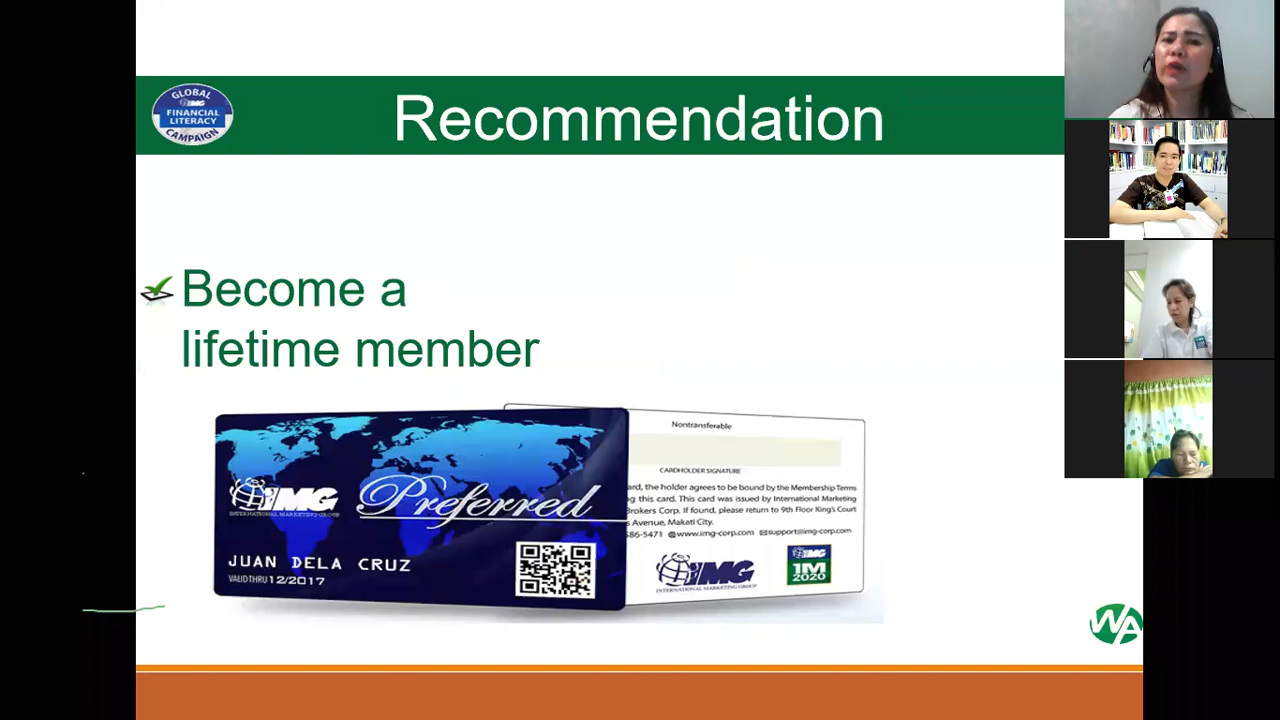 GLOBAL
IMG
FINANCIAL
LITERACY
CAMPAIGN
Recommendation
Become a
lifetime member
IMG
INTERNATIONAL MARKETING GROUP
Preferred
JUAN DELA CRUZ
VALID THRU 12/2017
Nontransferable
CARDHOLDER SIGNATURE
ard, the holder agrees to be bound by the Membership Terms
ng this card. This card was issued by International Marketing
Brokers Corp. If found, please return to 9th Floor King's Court
s Avenue, Makati City.
586-5471 @www.img-corp.com support@img-corp.com
IMG
INTERNATIONAL MARKETING GROUP
IMG
1M
2020
WA